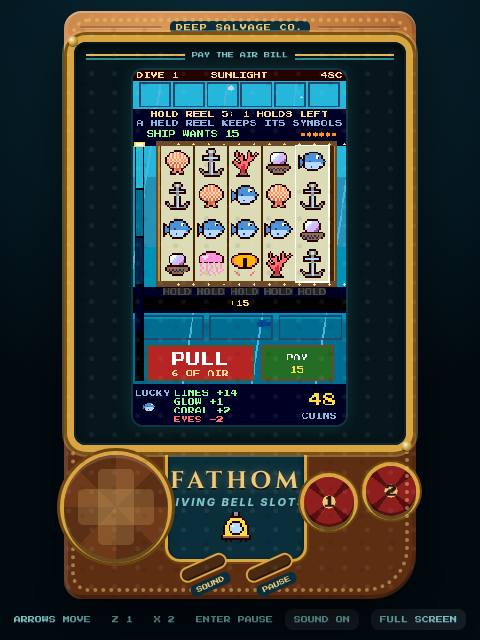 DEEP SALVAGE CO.
PAY THE AIR BILL
DIVE 1 SUNLIGHT 48C
HOLD REEL 5: 1 HOLDS LEFT
A HELD REEL KEEPS ITS SYMBOLS
SHIP WANTS 15
HOLD HOLD HOLD HOLD HOLD
+15
PULL
6 OF AIR
PAY
15
LUCKY
LINES +14
GLOW +1
CORAL +2
EYES -2
48
COINS
FATHOM
IVING BELL SLOT
1
2
SOUND
PAUSE
ARROWS MOVE Z 1 X 2 ENTER PAUSE SOUND ON FULL SCREEN